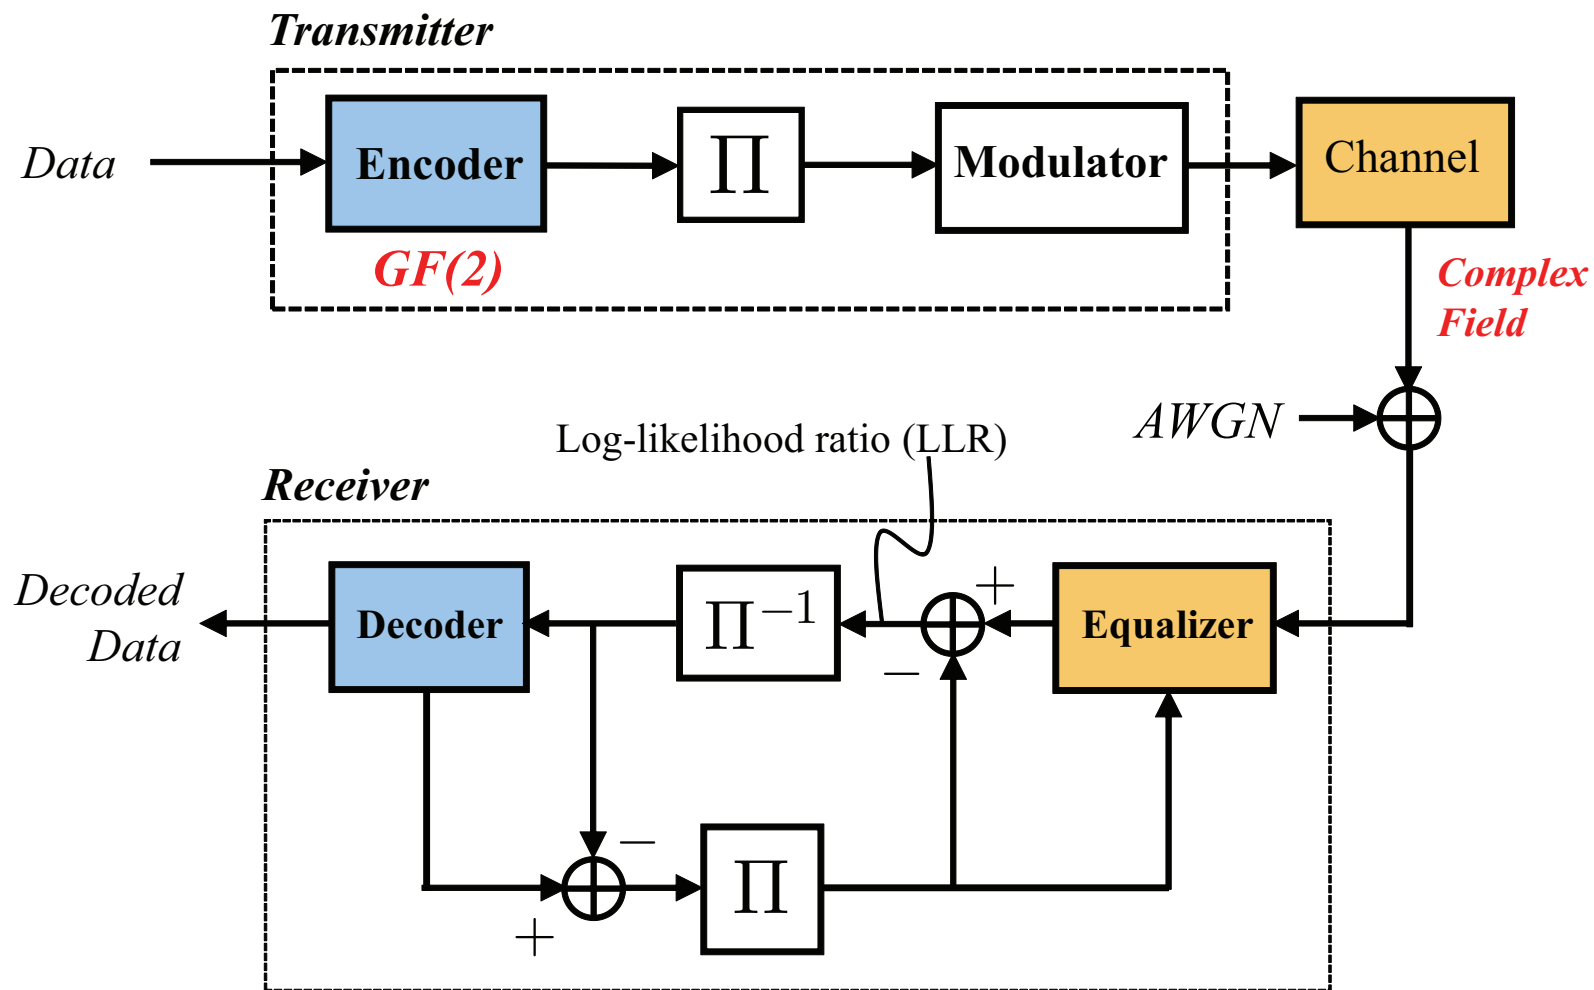 Transmitter
Data
Encoder
Π
Modulator
Channel
GF(2)
Complex
Field
AWGN
Log-likelihood ratio (LLR)
Receiver
Decoded
Data
Decoder
Π⁻¹
+
−
Equalizer
−
+
Π